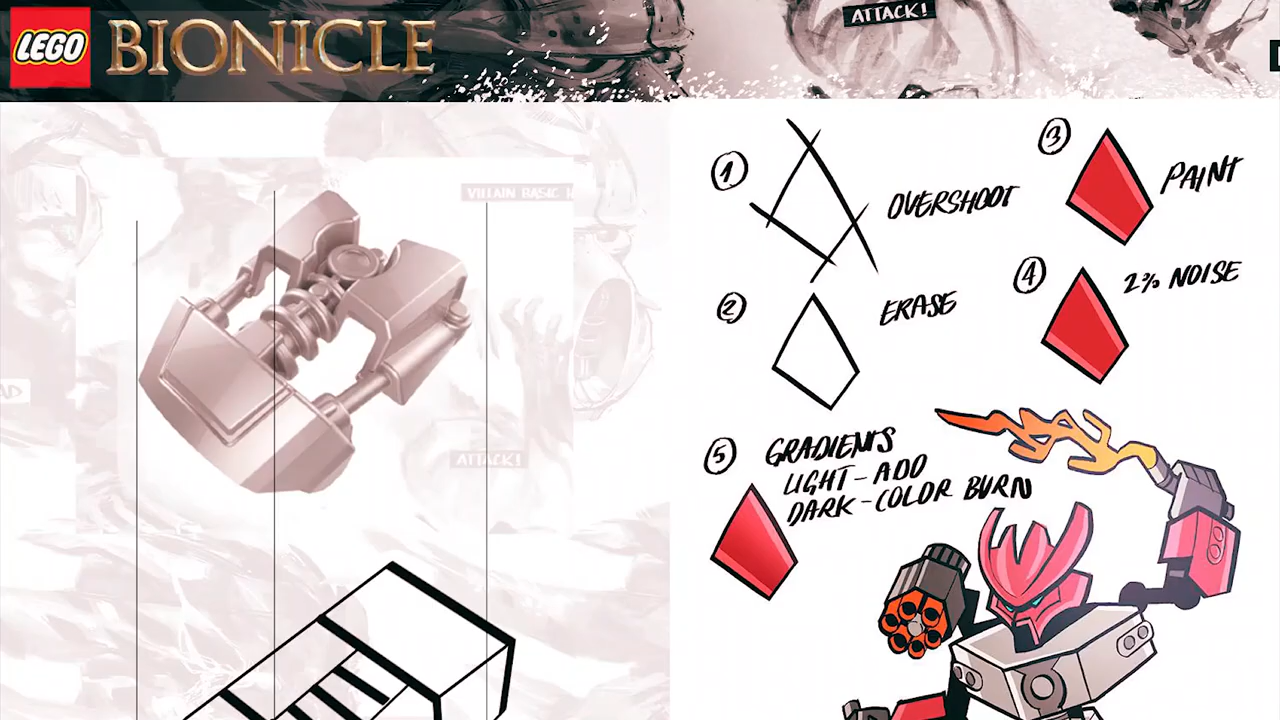 LEGO BIONICLE
ATTACK!
VILLAIN BASIC
ATTACK!
1 OVERSHOOT
2 ERASE
3 PAINT
4 2% NOISE
5 GRADIENTS
LIGHT - ADD
DARK - COLOR BURN